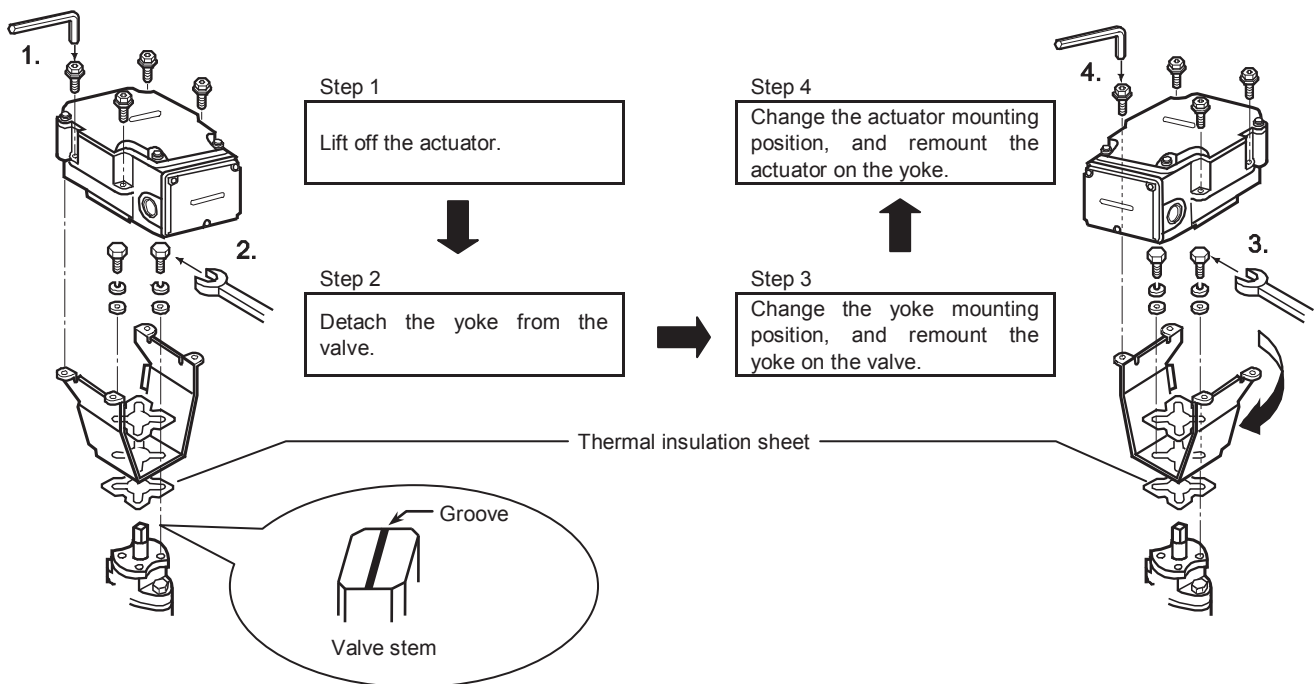 1.
2.
Step 1
Lift off the actuator.
Step 2
Detach the yoke from the
valve.
Step 3
Change the yoke mounting
position, and remount the
yoke on the valve.
Step 4
Change the actuator mounting
position, and remount the
actuator on the yoke.
4.
3.
Thermal insulation sheet
Groove
Valve stem